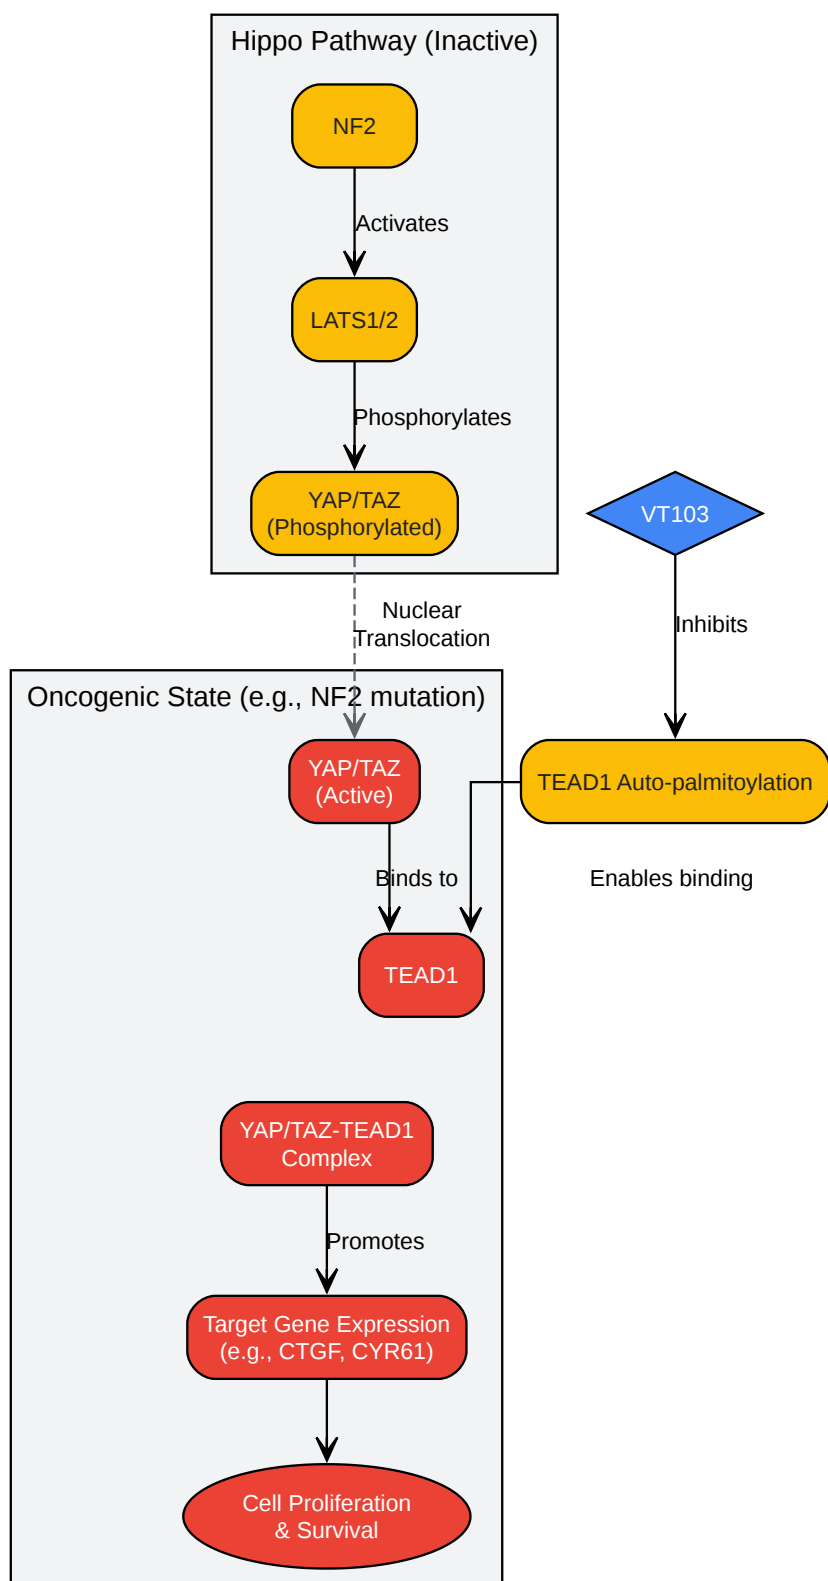 Hippo Pathway (Inactive)
NF2
Activates
LATS1/2
Phosphorylates
YAP/TAZ
(Phosphorylated)
VT103
Nuclear
Translocation
Inhibits
Oncogenic State (e.g., NF2 mutation)
YAP/TAZ
(Active)
TEAD1 Auto-palmitoylation
Binds to
Enables binding
TEAD1
YAP/TAZ-TEAD1
Complex
Promotes
Target Gene Expression
(e.g., CTGF, CYR61)
Cell Proliferation
& Survival